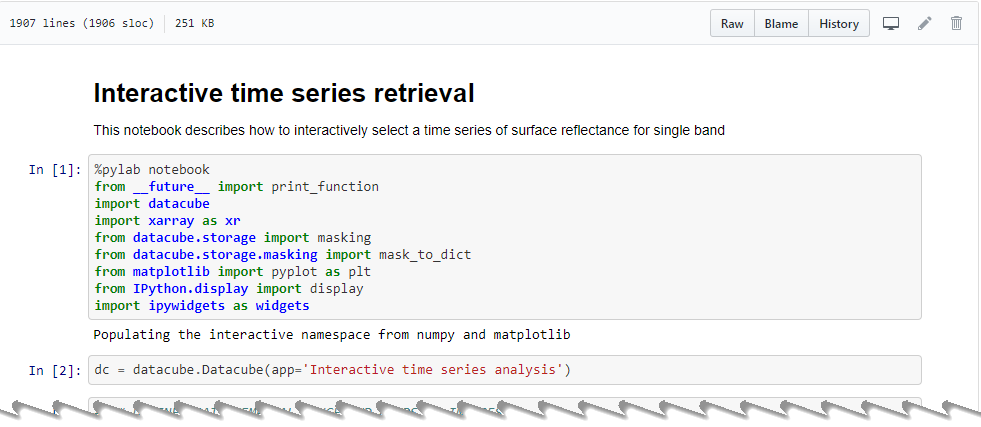 1907 lines (1906 sloc) 251 KB
Raw Blame History
Interactive time series retrieval
This notebook describes how to interactively select a time series of surface reflectance for single band
In [1]: %pylab notebook
from __future__ import print_function
import datacube
import xarray as xr
from datacube.storage import masking
from datacube.storage.masking import mask_to_dict
from matplotlib import pyplot as plt
from IPython.display import display
import ipywidgets as widgets
Populating the interactive namespace from numpy and matplotlib
In [2]: dc = datacube.Datacube(app='Interactive time series analysis')